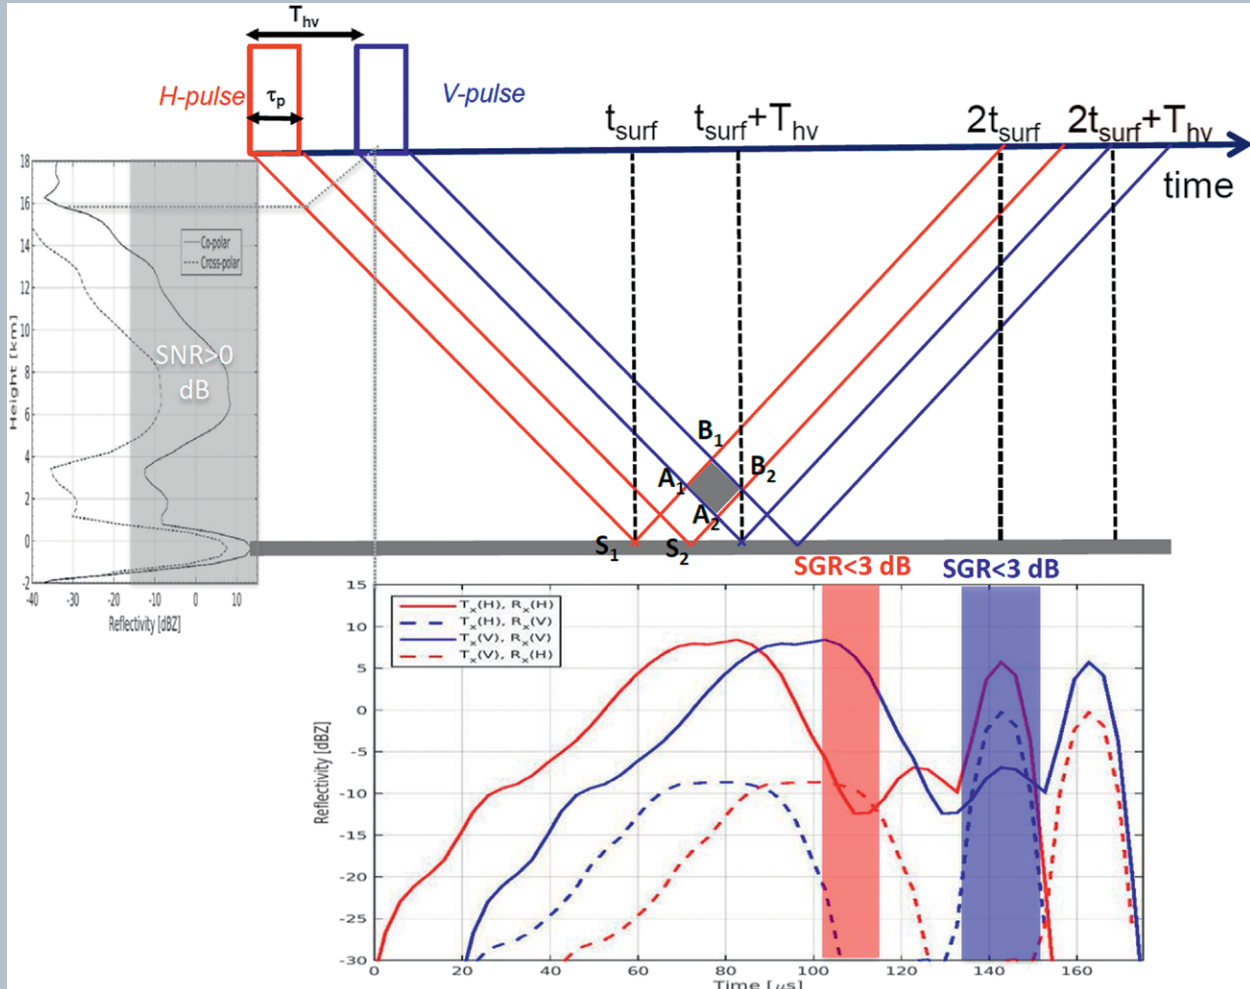 T_hv
H-pulse
τ_p
V-pulse
t_surf
t_surf+T_hv
2t_surf
2t_surf+T_hv
time
18
16
14
12
10
8
6
4
2
0
-2
Height [km]
Co-polar
Cross-polar
SNR>0
dB
-40 -30 -20 -10 0 10
Reflectivity [dBZ]
B_1
B_2
A_1
A_2
S_1
S_2
SGR<3 dB
SGR<3 dB
T_x(H), R_x(H)
T_x(H), R_x(V)
T_x(V), R_x(V)
T_x(V), R_x(H)
10
5
0
-5
-10
-15
-20
-25
-30
Reflectivity [dBZ]
0 20 40 60 80 100 120 140 160
Time [μs]